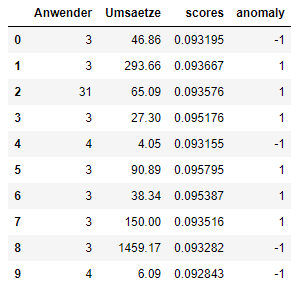 Anwender Umsaetze scores anomaly
0 3 46.86 0.093195 -1
1 3 293.66 0.093667 1
2 31 65.09 0.093576 1
3 3 27.30 0.095176 1
4 4 4.05 0.093155 -1
5 3 90.89 0.095795 1
6 3 38.34 0.095387 1
7 3 150.00 0.093516 1
8 3 1459.17 0.093282 -1
9 4 6.09 0.092843 -1